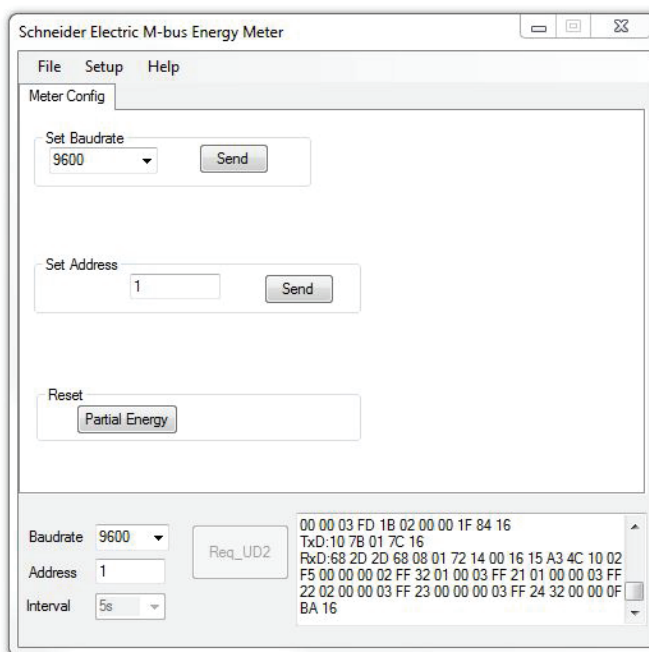 Schneider Electric M-bus Energy Meter
File Setup Help
Meter Config
Set Baudrate
9600 Send
Set Address
1 Send
Reset
Partial Energy
Baudrate 9600
Address 1
Interval 5s
Req_UD2
00 00 03 FD 1B 02 00 00 1F 84 16
TxD:10 7B 01 7C 16
RxD:68 2D 2D 68 08 01 72 14 00 16 15 A3 4C 10 02
F5 00 00 00 02 FF 32 01 00 03 FF 21 01 00 00 03 FF
22 02 00 00 03 FF 23 00 00 00 03 FF 24 32 00 00 0F
BA 16